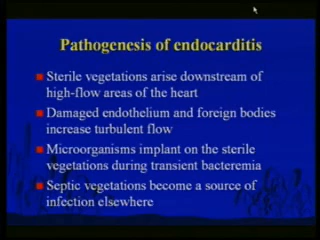 Pathogenesis of endocarditis
Sterile vegetations arise downstream of
high-flow areas of the heart
Damaged endothelium and foreign bodies
increase turbulent flow
Microorganisms implant on the sterile
vegetations during transient bacteremia
Septic vegetations become a source of
infection elsewhere